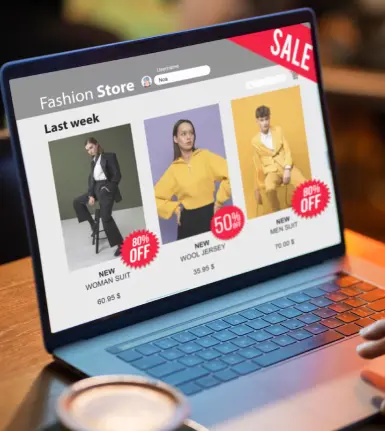 SALE
Username
Nick
Fashion Store
Last week
80%
OFF
50%
OFF
80%
OFF
NEW
WOMAN SUIT
60.95 $
NEW
WOOL JERSEY
35.95 $
NEW
MEN SUIT
70.00 $